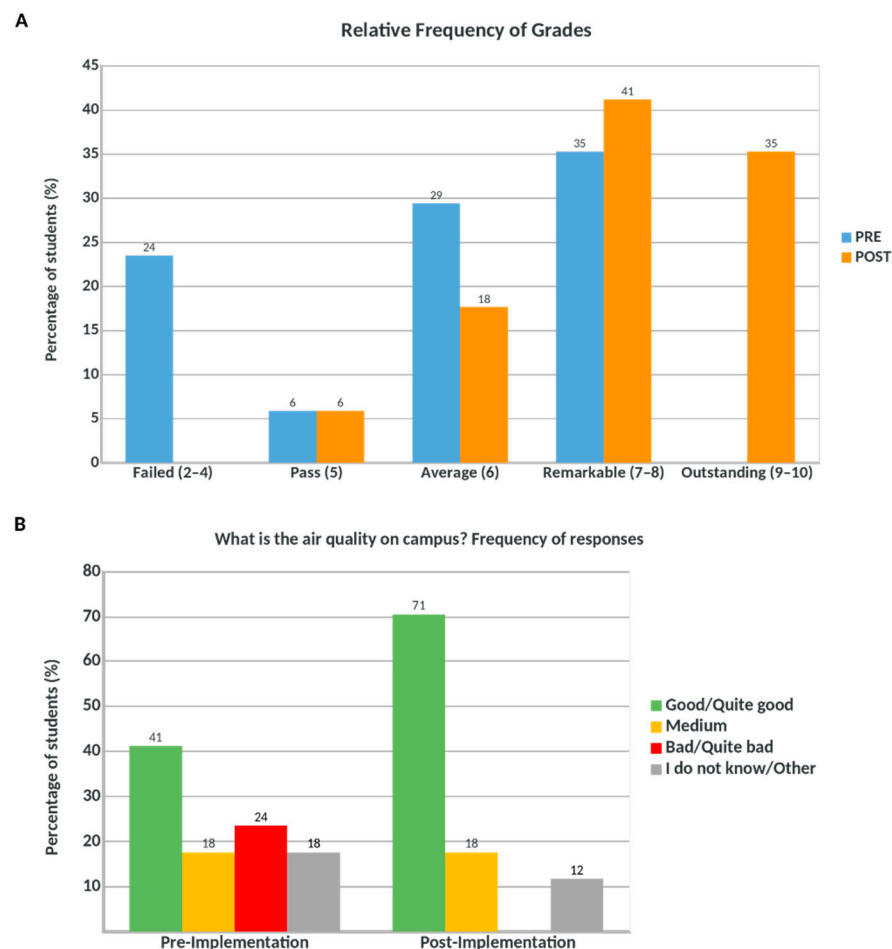 A
Relative Frequency of Grades
Percentage of students (%)
45
40
35
30
25
20
15
10
5
0
24
6
6
29
18
35
41
35
Failed (2–4)
Pass (5)
Average (6)
Remarkable (7–8)
Outstanding (9–10)
PRE
POST
B
What is the air quality on campus? Frequency of responses
Percentage of students (%)
80
70
60
50
40
30
20
10
41
18
24
18
71
18
12
Pre-Implementation
Post-Implementation
Good/Quite good
Medium
Bad/Quite bad
I do not know/Other